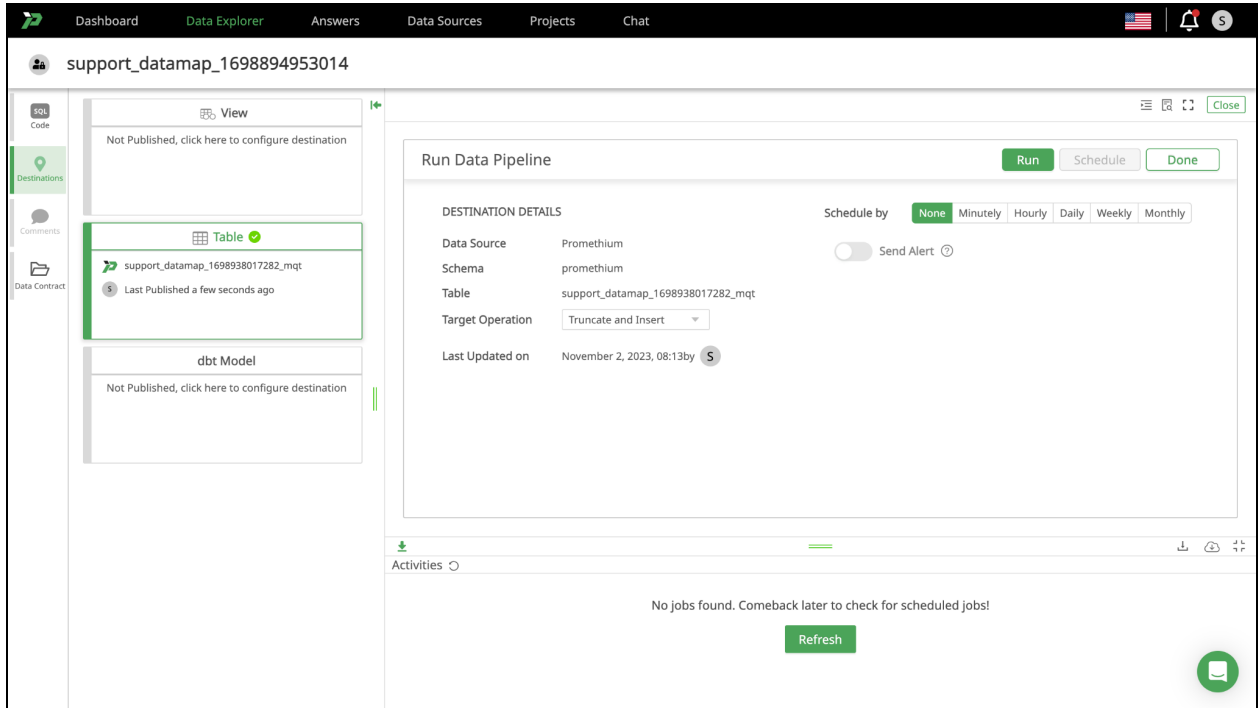 Dashboard Data Explorer Answers Data Sources Projects Chat S
support_datamap_1698894953014
SQL
Code
Destinations
Comments
Data Contract
View
Not Published, click here to configure destination
Table
support_datamap_1698938017282_mqt
S Last Published a few seconds ago
dbt Model
Not Published, click here to configure destination
Close
Run Data Pipeline Run Schedule Done
DESTINATION DETAILS
Data Source Promethium
Schema promethium
Table support_datamap_1698938017282_mqt
Target Operation Truncate and Insert
Last Updated on November 2, 2023, 08:13by S
Schedule by None Minutely Hourly Daily Weekly Monthly
Send Alert ?
Activities
No jobs found. Comeback later to check for scheduled jobs!
Refresh